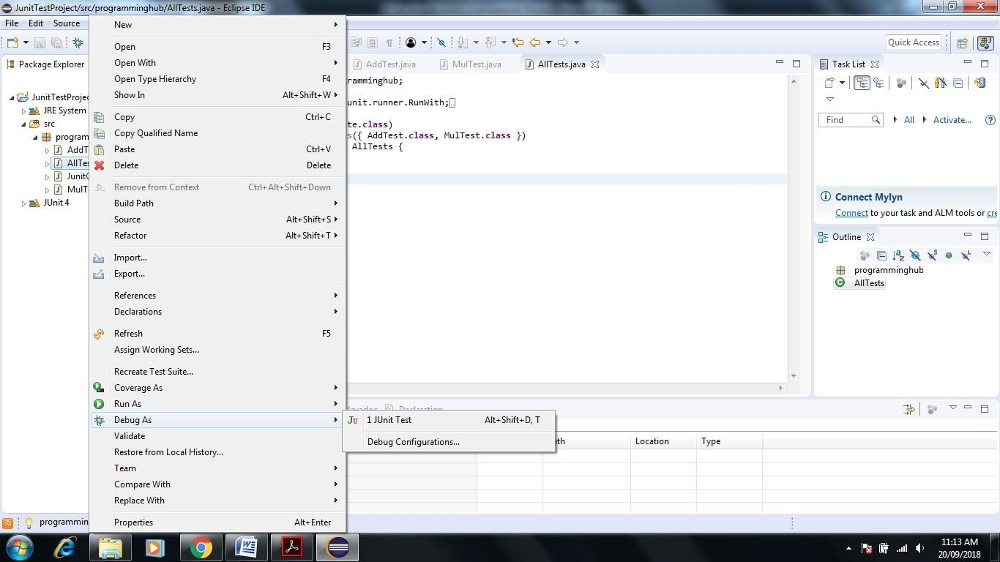 JunitTestProject/src/programminghub/AllTests.java - Eclipse IDE
File Edit Source
Quick Access
Package Explorer
JunitTestProjec
JRE System
src
program
AddT
AllTes
JunitC
MulT
JUnit 4
New
Open F3
Open With
Open Type Hierarchy F4
Show In Alt+Shift+W
Copy Ctrl+C
Copy Qualified Name
Paste Ctrl+V
Delete Delete
Remove from Context Ctrl+Alt+Shift+Down
Build Path
Source Alt+Shift+S
Refactor Alt+Shift+T
Import...
Export...
References
Declarations
Refresh F5
Assign Working Sets...
Recreate Test Suite...
Coverage As
Run As
Debug As
Validate
Restore from Local History...
Team
Compare With
Replace With
Properties Alt+Enter
1 JUnit Test Alt+Shift+D, T
Debug Configurations...
AddTest.java MulTest.java AllTests.java
gramminghub;
unit.runner.RunWith;
te.class)
s({ AddTest.class, MulTest.class })
AllTests {
Declaration
ath Location Type
Task List
Find All Activate...
Connect Mylyn
Connect to your task and ALM tools or cre
Outline
programminghub
AllTests
programmin
11:13 AM
20/09/2018